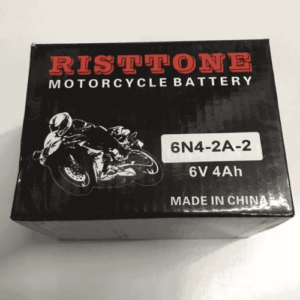 RISTTONE
MOTORCYCLE BATTERY
6N4-2A-2
6V 4Ah
MADE IN CHINA